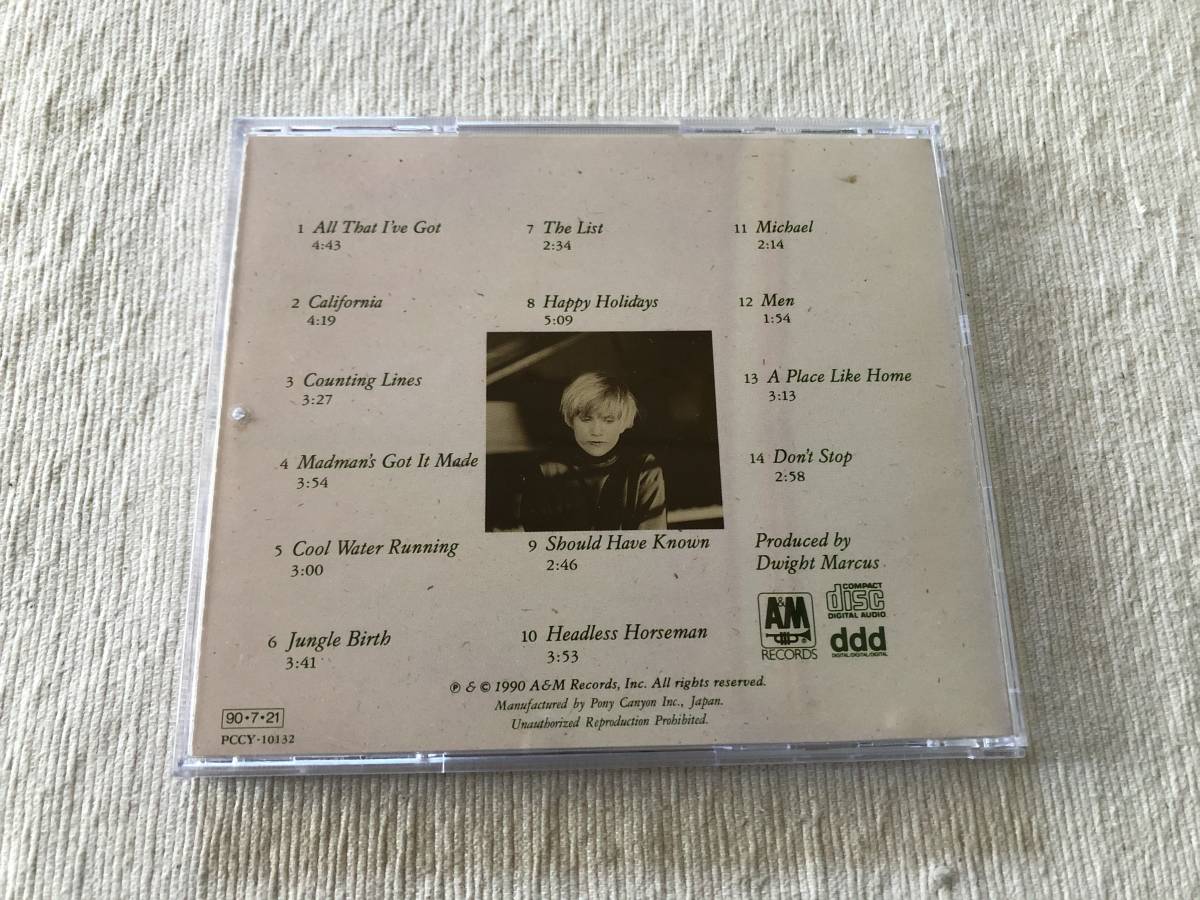 1 All That I've Got
4:43
2 California
4:19
3 Counting Lines
3:27
4 Madman's Got It Made
3:54
5 Cool Water Running
3:00
6 Jungle Birth
3:41
7 The List
2:34
8 Happy Holidays
5:09
9 Should Have Known
2:46
10 Headless Horseman
3:53
11 Michael
2:14
12 Men
1:54
13 A Place Like Home
3:13
14 Don't Stop
2:58
Produced by
Dwight Marcus
A&M
RECORDS
COMPACT
disc
DIGITAL AUDIO
ddd
DIGITAL/DIGITAL/DIGITAL
℗ & © 1990 A&M Records, Inc. All rights reserved.
Manufactured by Pony Canyon Inc., Japan.
Unauthorized Reproduction Prohibited.
90・7・21
PCCY-10132